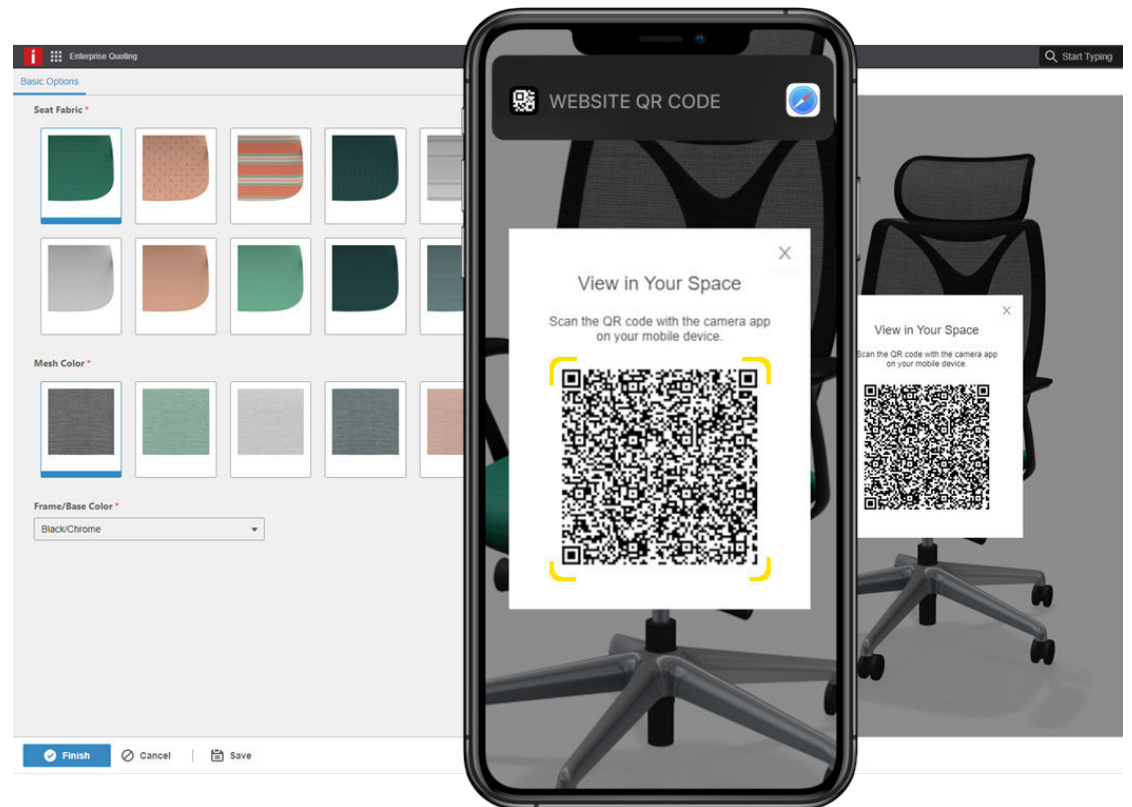 Enterprise Quoting
Start Typing
Basic Options
Seat Fabric *
Mesh Color *
Frame/Base Color *
Black/Chrome
Finish
Cancel
Save
WEBSITE QR CODE
X
View in Your Space
Scan the QR code with the camera app
on your mobile device.
X
View in Your Space
Scan the QR code with the camera app
on your mobile device.